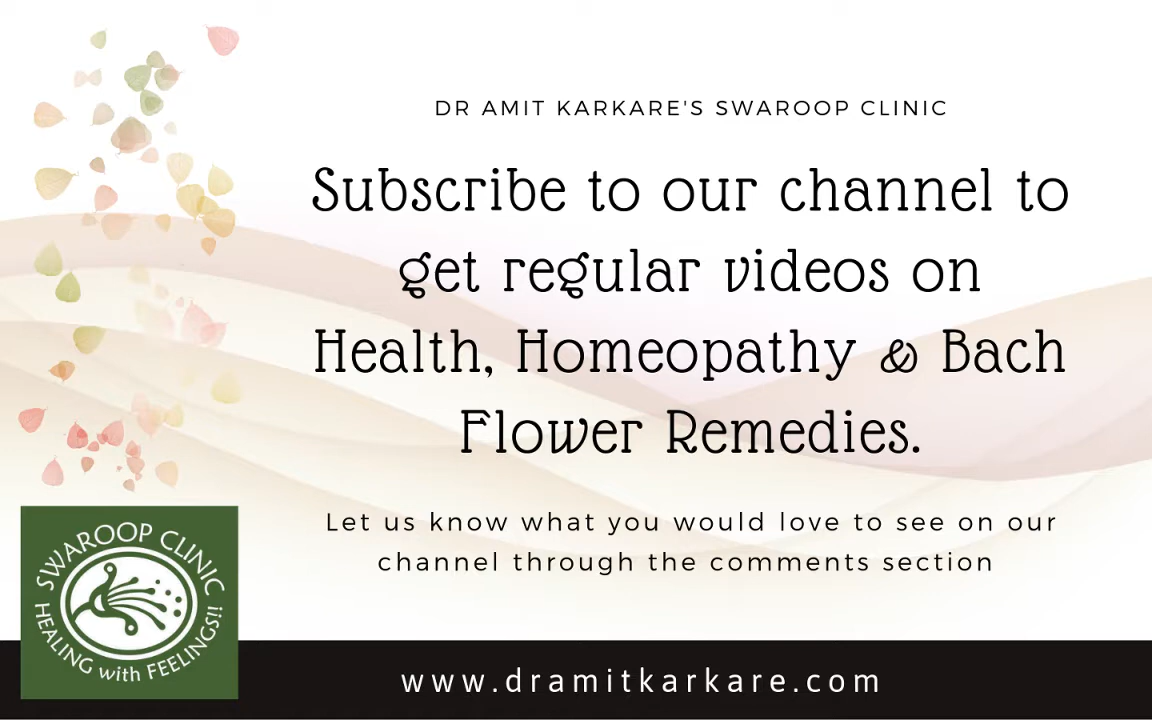 DR AMIT KARKARE'S SWAROOP CLINIC
Subscribe to our channel to
get regular videos on
Health, Homeopathy & Bach
Flower Remedies.
Let us know what you would love to see on our
channel through the comments section
SWAROOP CLINIC
HEALING with FEELINGS!!
www.dramitkarkare.com